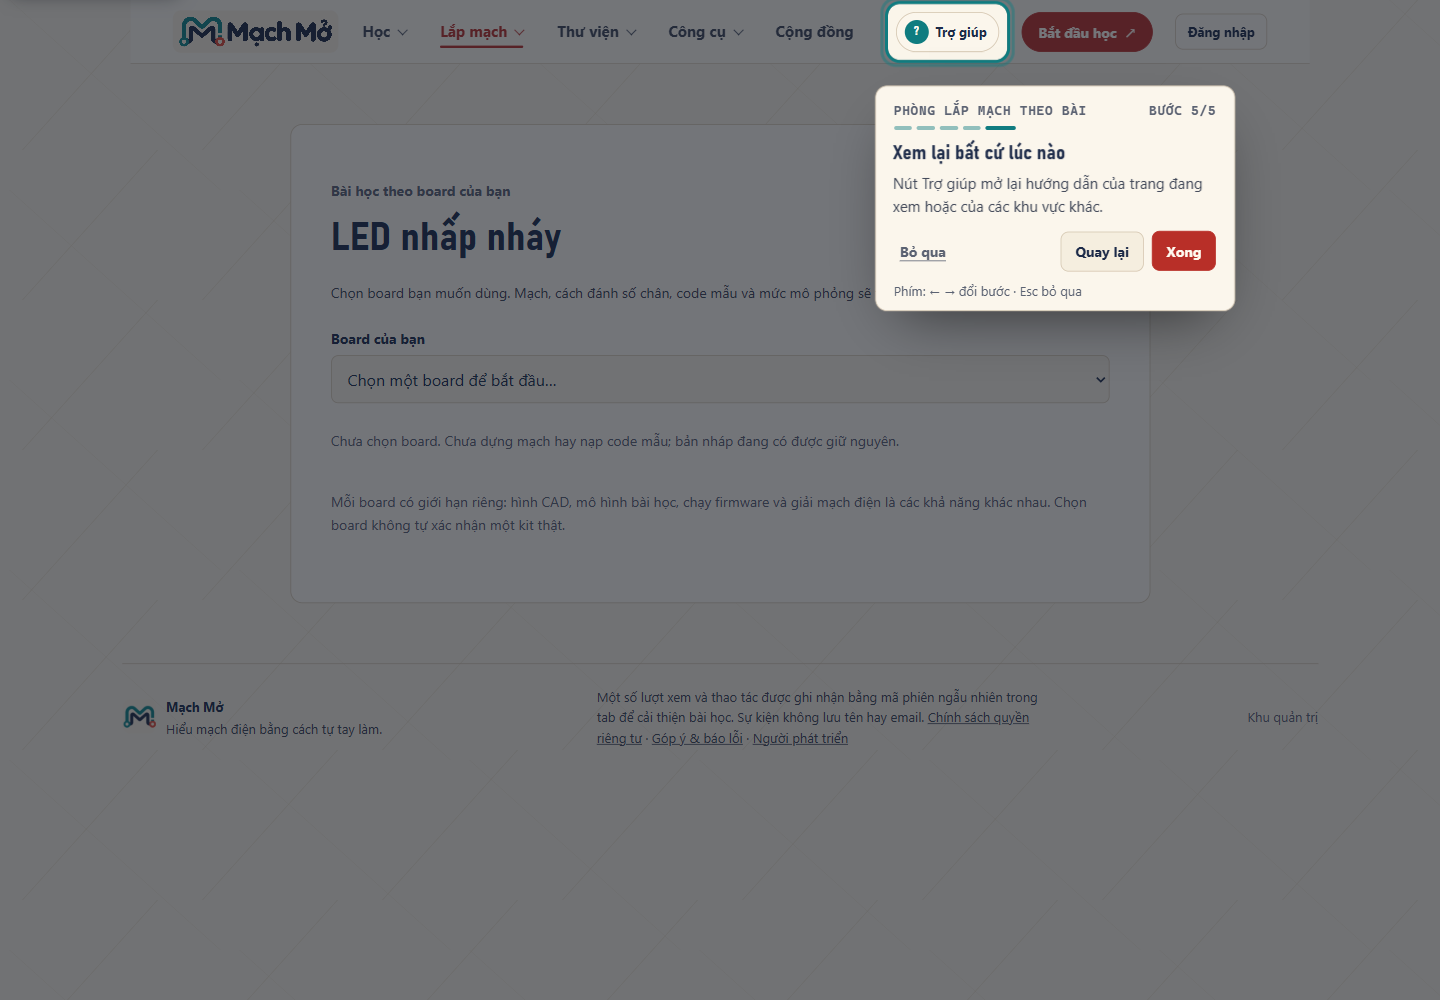 Mạch Mở
Học
Lắp mạch
Thư viện
Công cụ
Cộng đồng
? Trợ giúp
Bắt đầu học ↗
Đăng nhập
PHÒNG LẮP MẠCH THEO BÀI
BƯỚC 5/5
Xem lại bất cứ lúc nào
Nút Trợ giúp mở lại hướng dẫn của trang đang
xem hoặc của các khu vực khác.
Bỏ qua
Quay lại
Xong
Phím: ← → đổi bước · Esc bỏ qua
Bài học theo board của bạn
LED nhấp nháy
Chọn board bạn muốn dùng. Mạch, cách đánh số chân, code mẫu và mức mô phỏng sẽ
Board của bạn
Chọn một board để bắt đầu...
Chưa chọn board. Chưa dựng mạch hay nạp code mẫu; bản nháp đang có được giữ nguyên.
Mỗi board có giới hạn riêng: hình CAD, mô hình bài học, chạy firmware và giải mạch điện là các khả năng khác nhau. Chọn
board không tự xác nhận một kit thật.
Mạch Mở
Hiểu mạch điện bằng cách tự tay làm.
Một số lượt xem và thao tác được ghi nhận bằng mã phiên ngẫu nhiên trong
tab để cải thiện bài học. Sự kiện không lưu tên hay email. Chính sách quyền
riêng tư · Góp ý & báo lỗi · Người phát triển
Khu quản trị